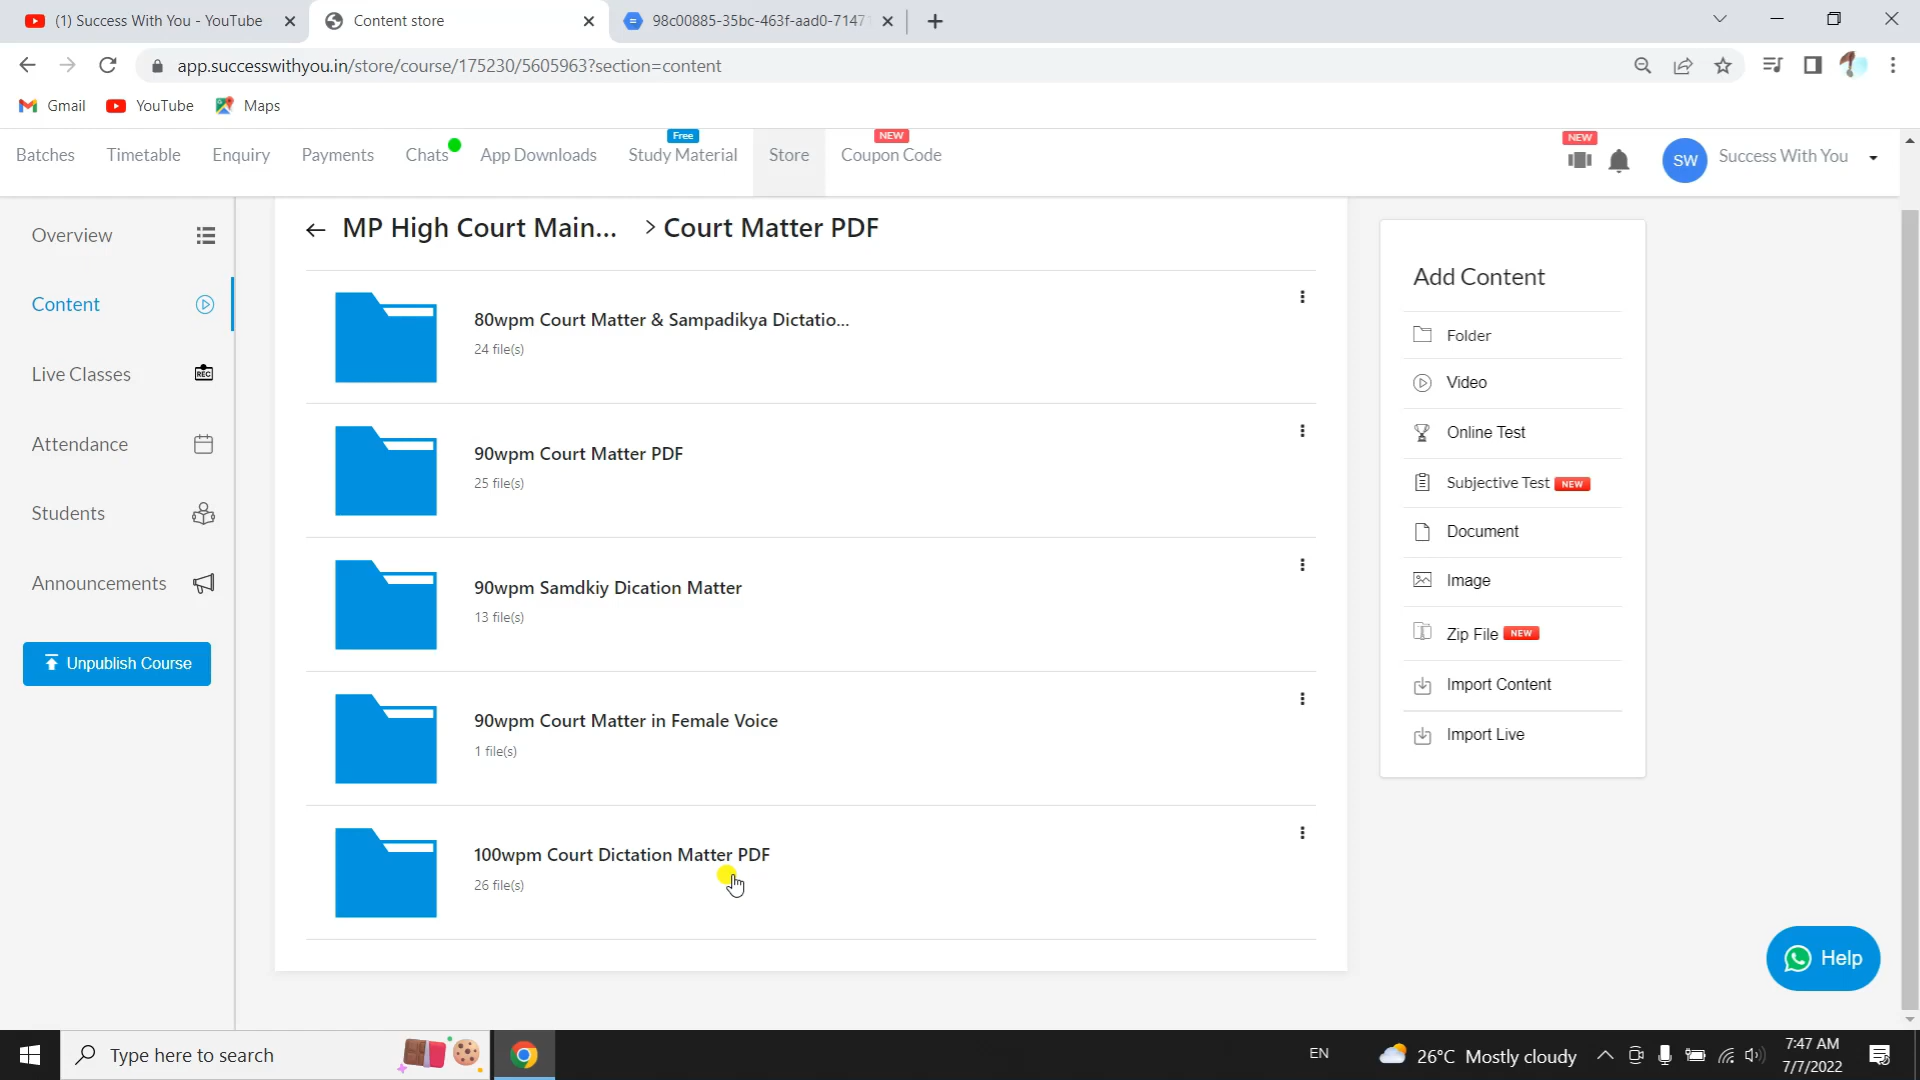 (1) Success With You - YouTube
Content store
98c00885-35bc-463f-aad0-71471
app.successwithyou.in/store/course/175230/5605963?section=content
Gmail
YouTube
Maps
Batches
Timetable
Enquiry
Payments
Chats
App Downloads
Free
Study Material
Store
NEW
Coupon Code
NEW
SW
Success With You
Overview
Content
Live Classes
REC
Attendance
Students
Announcements
Unpublish Course
MP High Court Main... > Court Matter PDF
80wpm Court Matter & Sampadikya Dictatio...
24 file(s)
90wpm Court Matter PDF
25 file(s)
90wpm Samdkiy Dication Matter
13 file(s)
90wpm Court Matter in Female Voice
1 file(s)
100wpm Court Dictation Matter PDF
26 file(s)
Add Content
Folder
Video
Online Test
Subjective Test NEW
Document
Image
Zip File NEW
Import Content
Import Live
Help
Type here to search
EN
26°C Mostly cloudy
7:47 AM
7/7/2022